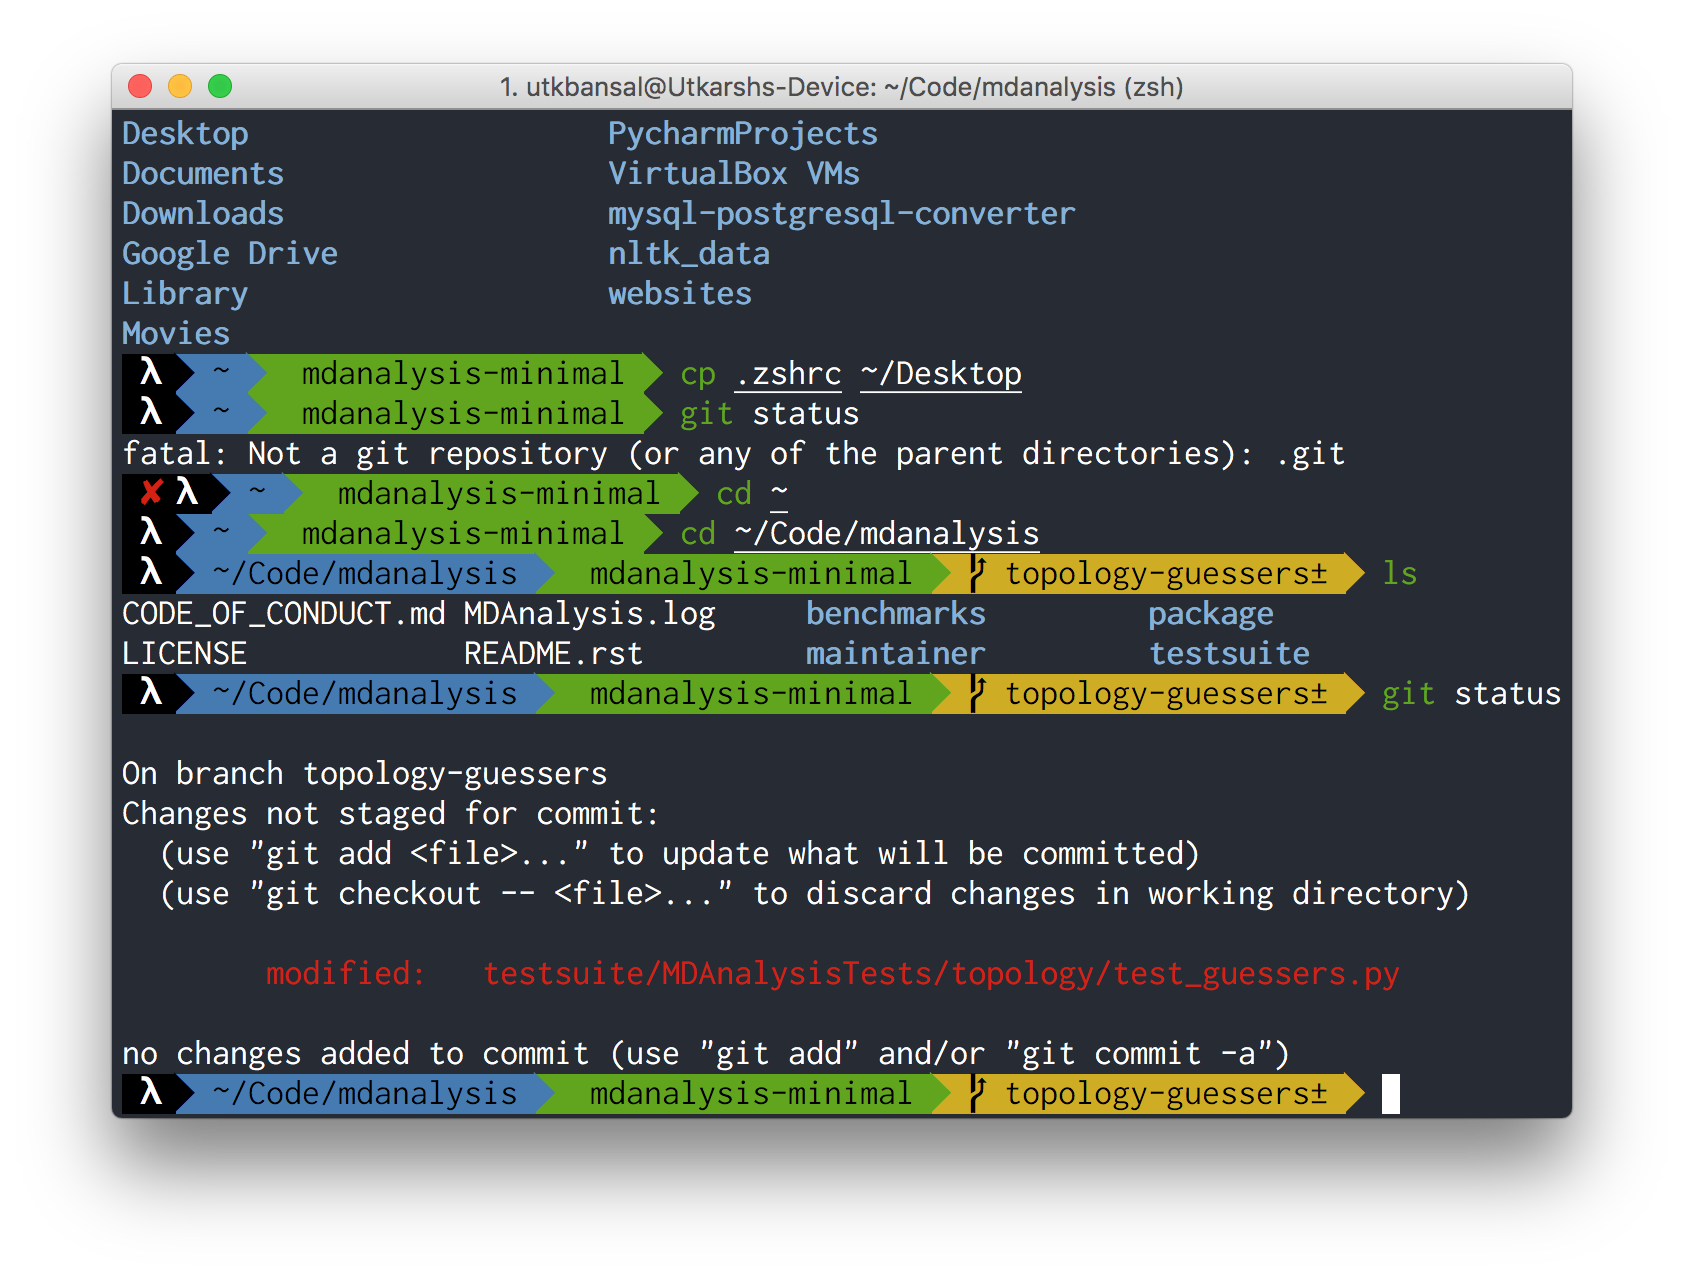 1. utkbansal@Utkarshs-Device: ~/Code/mdanalysis (zsh)
Desktop PycharmProjects
Documents VirtualBox VMs
Downloads mysql-postgresql-converter
Google Drive nltk_data
Library websites
Movies
λ ~ mdanalysis-minimal cp .zshrc ~/Desktop
λ ~ mdanalysis-minimal git status
fatal: Not a git repository (or any of the parent directories): .git
✘ λ ~ mdanalysis-minimal cd ~
λ ~ mdanalysis-minimal cd ~/Code/mdanalysis
λ ~/Code/mdanalysis mdanalysis-minimal topology-guessers± ls
CODE_OF_CONDUCT.md MDAnalysis.log benchmarks package
LICENSE README.rst maintainer testsuite
λ ~/Code/mdanalysis mdanalysis-minimal topology-guessers± git status
On branch topology-guessers
Changes not staged for commit:
(use "git add <file>..." to update what will be committed)
(use "git checkout -- <file>..." to discard changes in working directory)
modified: testsuite/MDAnalysisTests/topology/test_guessers.py
no changes added to commit (use "git add" and/or "git commit -a")
λ ~/Code/mdanalysis mdanalysis-minimal topology-guessers±